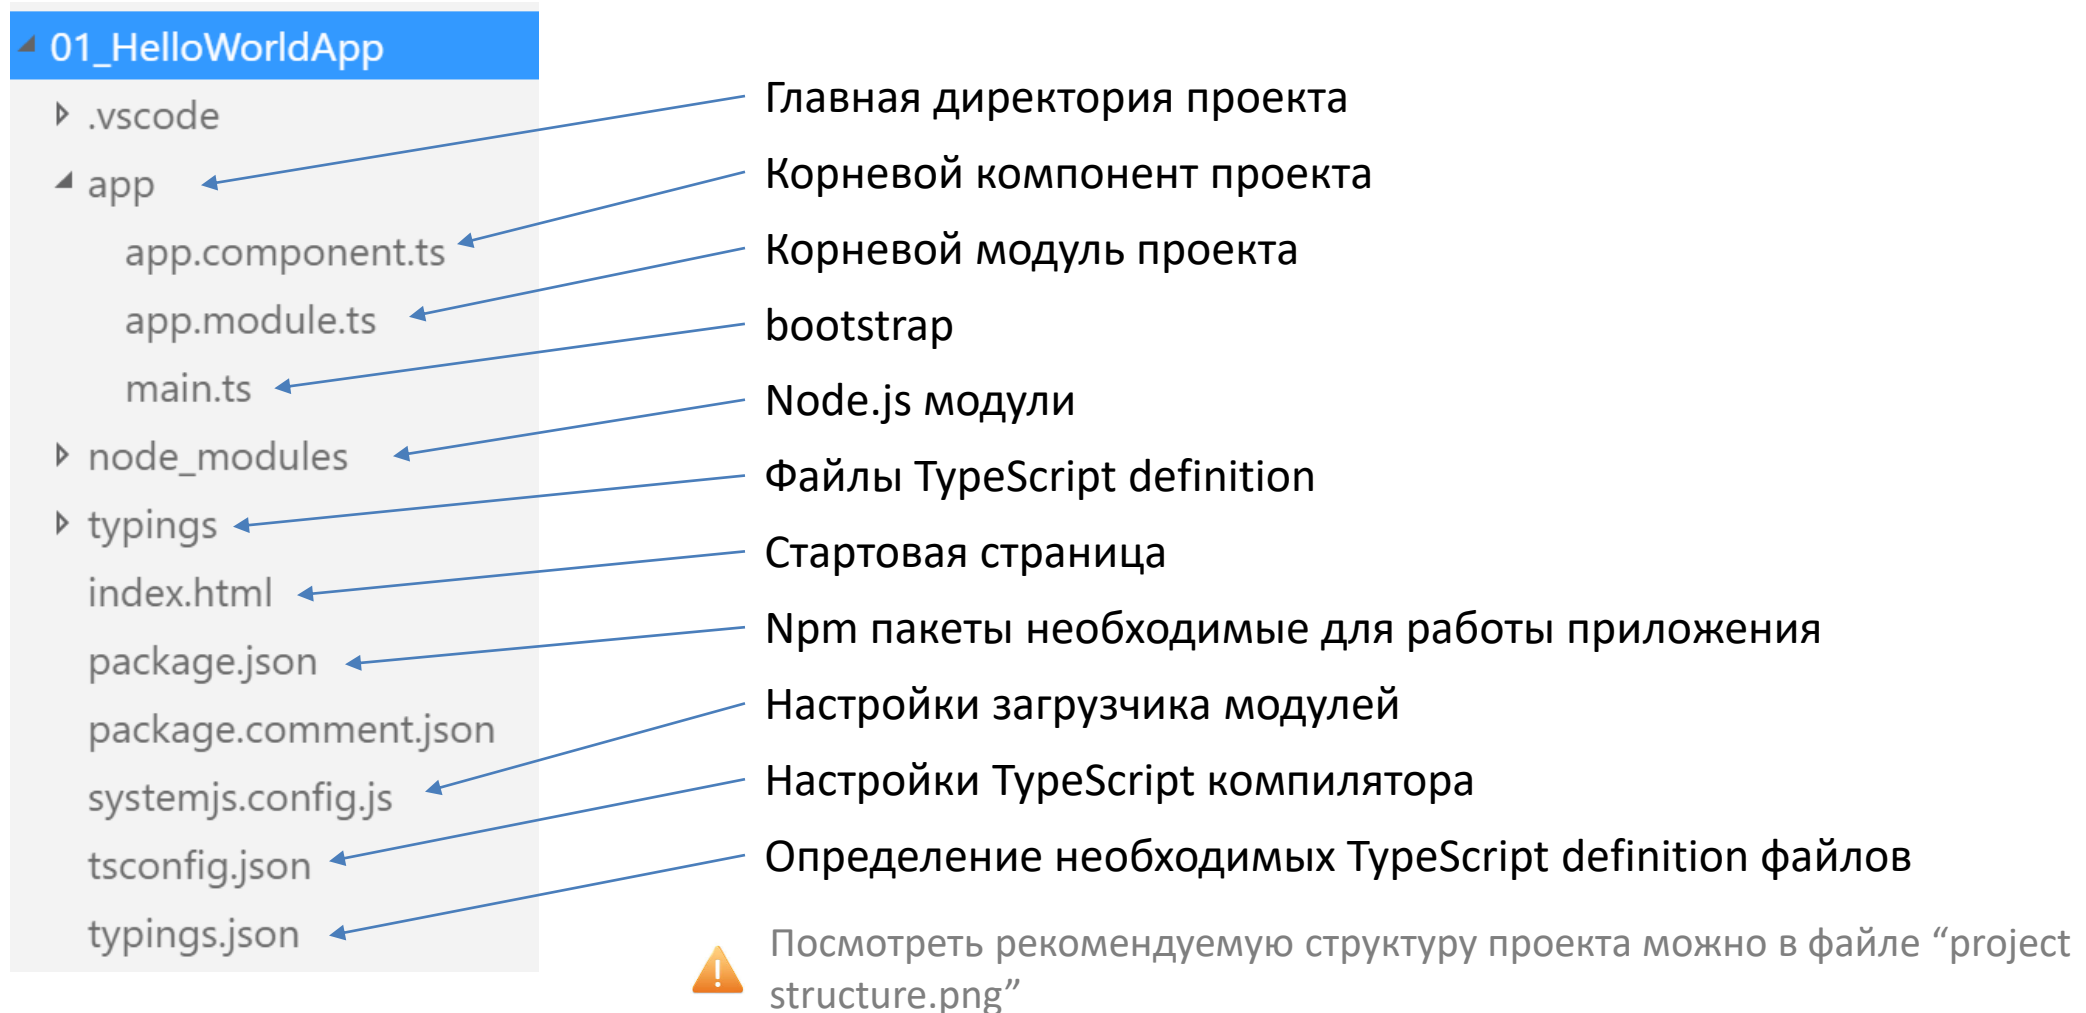 01_HelloWorldApp
.vscode
app
app.component.ts
app.module.ts
main.ts
node_modules
typings
index.html
package.json
package.comment.json
systemjs.config.js
tsconfig.json
typings.json
Главная директория проекта
Корневой компонент проекта
Корневой модуль проекта
bootstrap
Node.js модули
Файлы TypeScript definition
Стартовая страница
Npm пакеты необходимые для работы приложения
Настройки загрузчика модулей
Настройки TypeScript компилятора
Определение необходимых TypeScript definition файлов
Посмотреть рекомендуемую структуру проекта можно в файле “project
structure.png”